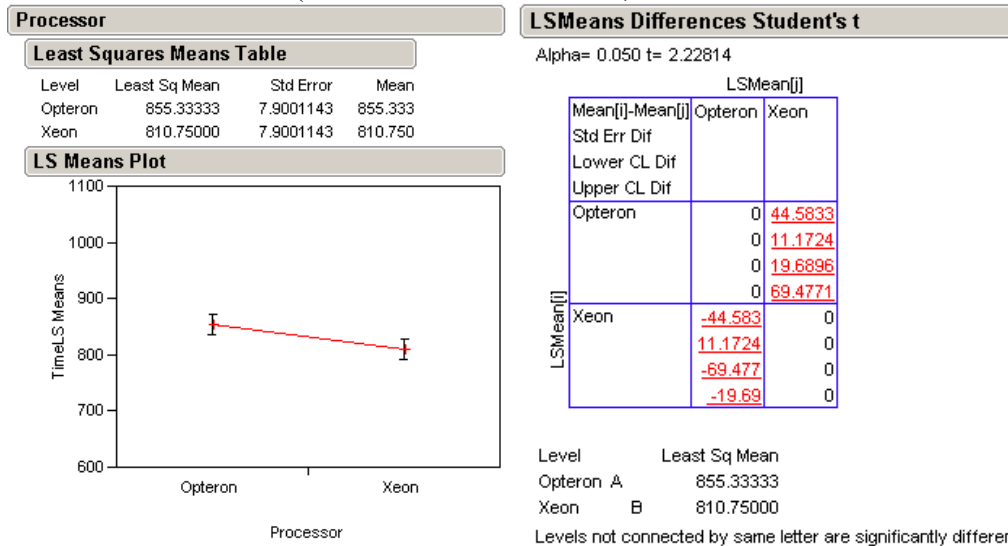 Processor
Least Squares Means Table
Level Least Sq Mean Std Error Mean
Opteron 855.33333 7.9001143 855.333
Xeon 810.75000 7.9001143 810.750
LS Means Plot
1100
1000
900
800
700
600
TimeLS Means
Opteron Xeon
Processor
LSMeans Differences Student's t
Alpha= 0.050 t= 2.22814
LSMean[j]
Mean[i]-Mean[j] Opteron Xeon
Std Err Dif
Lower CL Dif
Upper CL Dif
LSMean[i]
Opteron 0 44.5833
0 11.1724
0 19.6896
0 69.4771
Xeon -44.583 0
11.1724 0
-69.477 0
-19.69 0
Level Least Sq Mean
Opteron A 855.33333
Xeon B 810.75000
Levels not connected by same letter are significantly differe